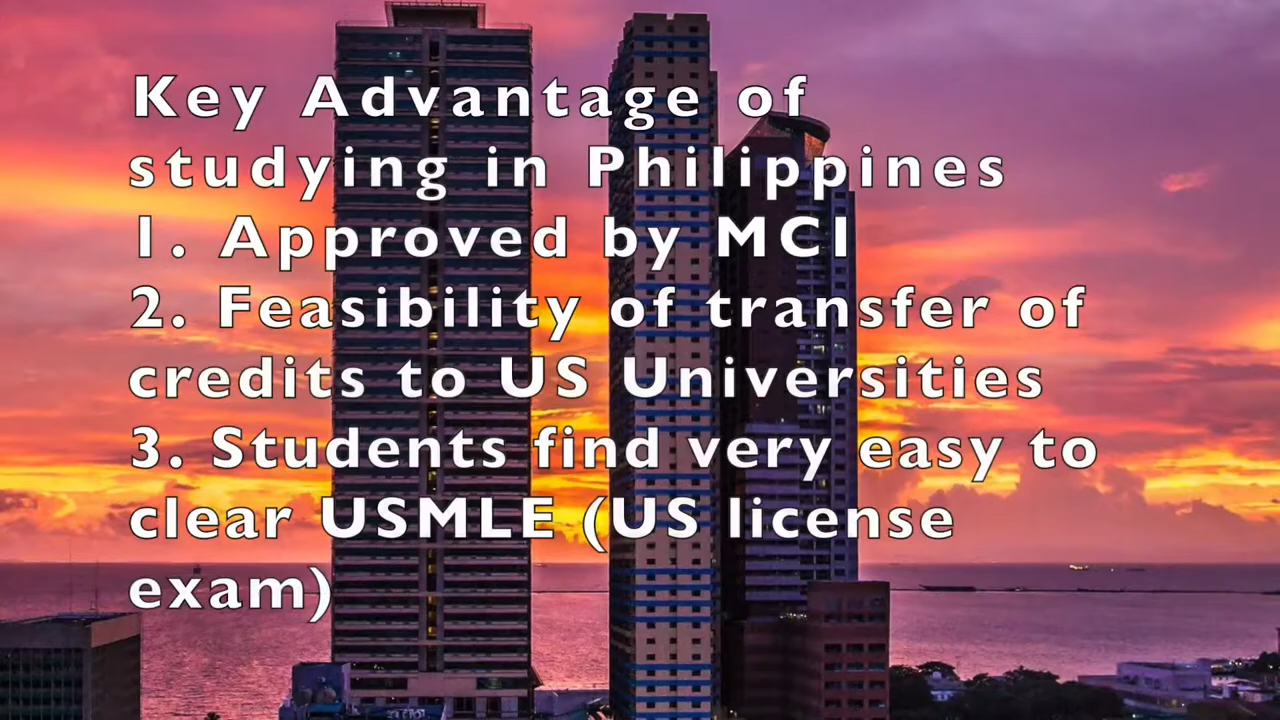 Key Advantage of
studying in Philippines
1. Approved by MCI
2. Feasibility of transfer of
credits to US Universities
3. Students find very easy to
clear USMLE (US license
exam)